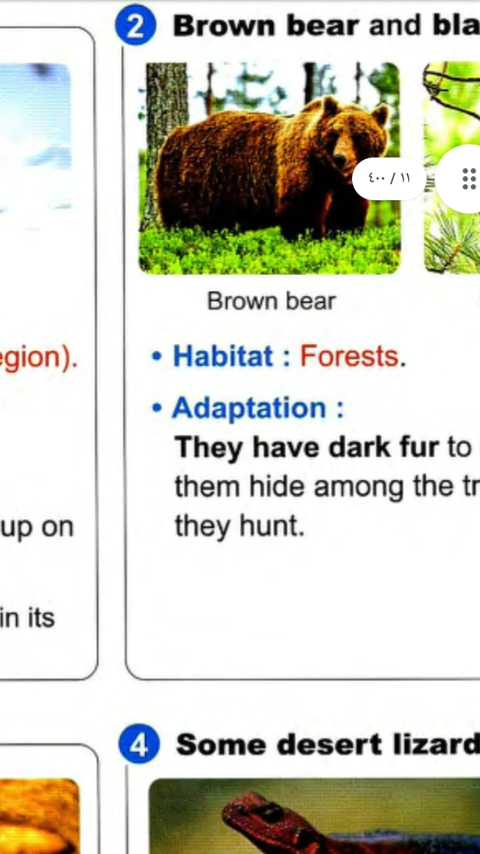 2 Brown bear and bla
٤٠٠ / ١١
Brown bear
egion).
• Habitat : Forests.
• Adaptation :
They have dark fur to
them hide among the tr
up on
they hunt.
in its
4 Some desert lizard